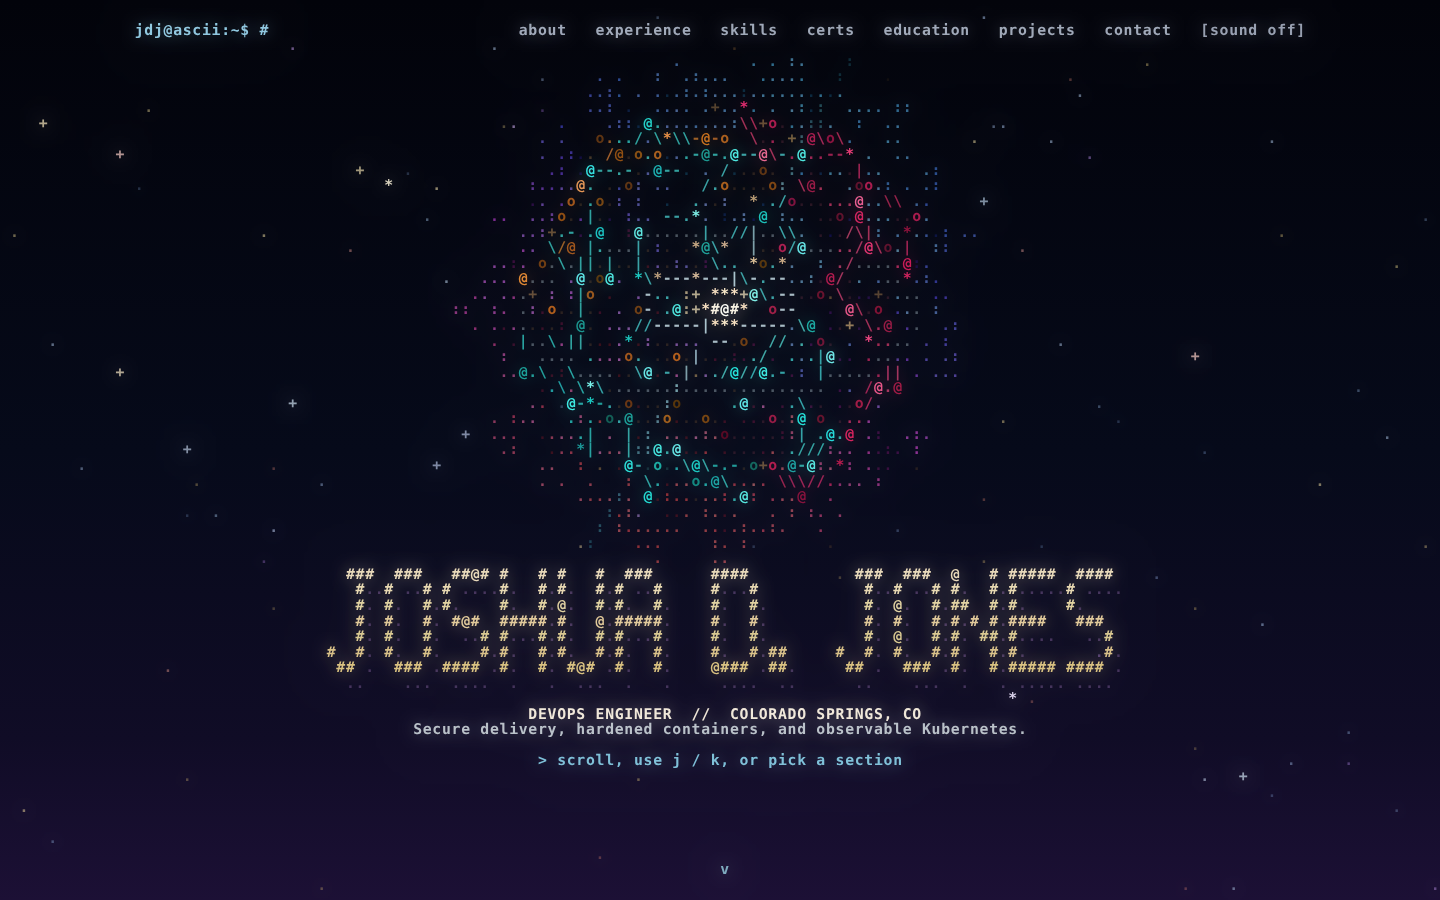 jdj@ascii:~$ # about experience skills certs education projects contact [sound off]
JOSHUA D. JONES
DEVOPS ENGINEER // COLORADO SPRINGS, CO
Secure delivery, hardened containers, and observable Kubernetes.
> scroll, use j / k, or pick a section
v